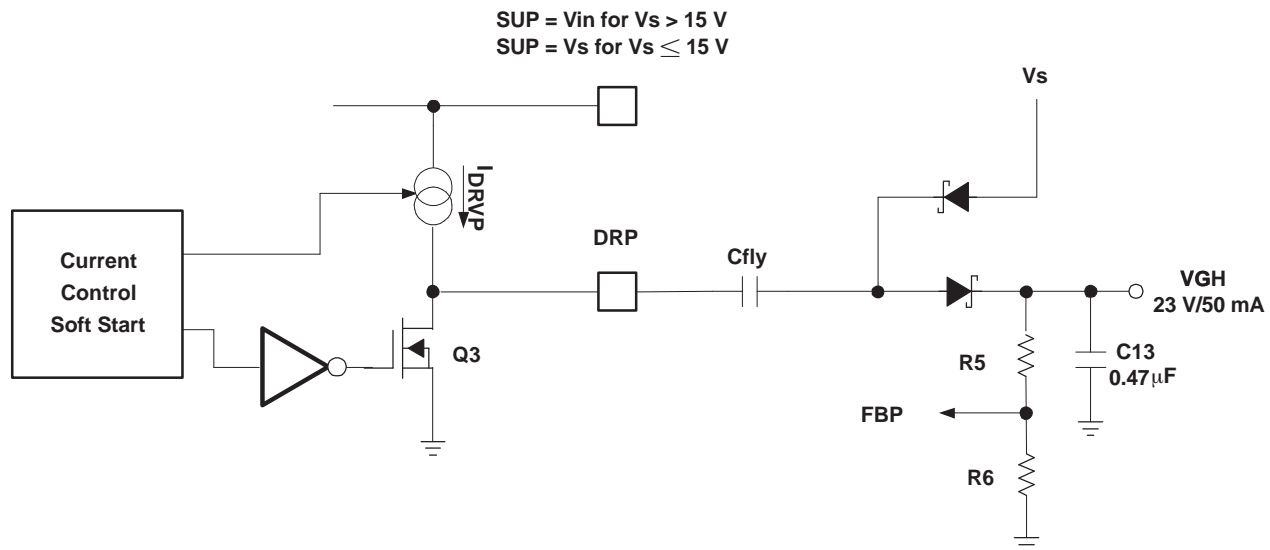 SUP = Vin for Vs > 15 V
SUP = Vs for Vs ≤ 15 V
Vs
IDRVP
DRP
Cfly
Current
Control
Soft Start
Q3
VGH
23 V/50 mA
R5
C13
0.47μF
FBP
R6